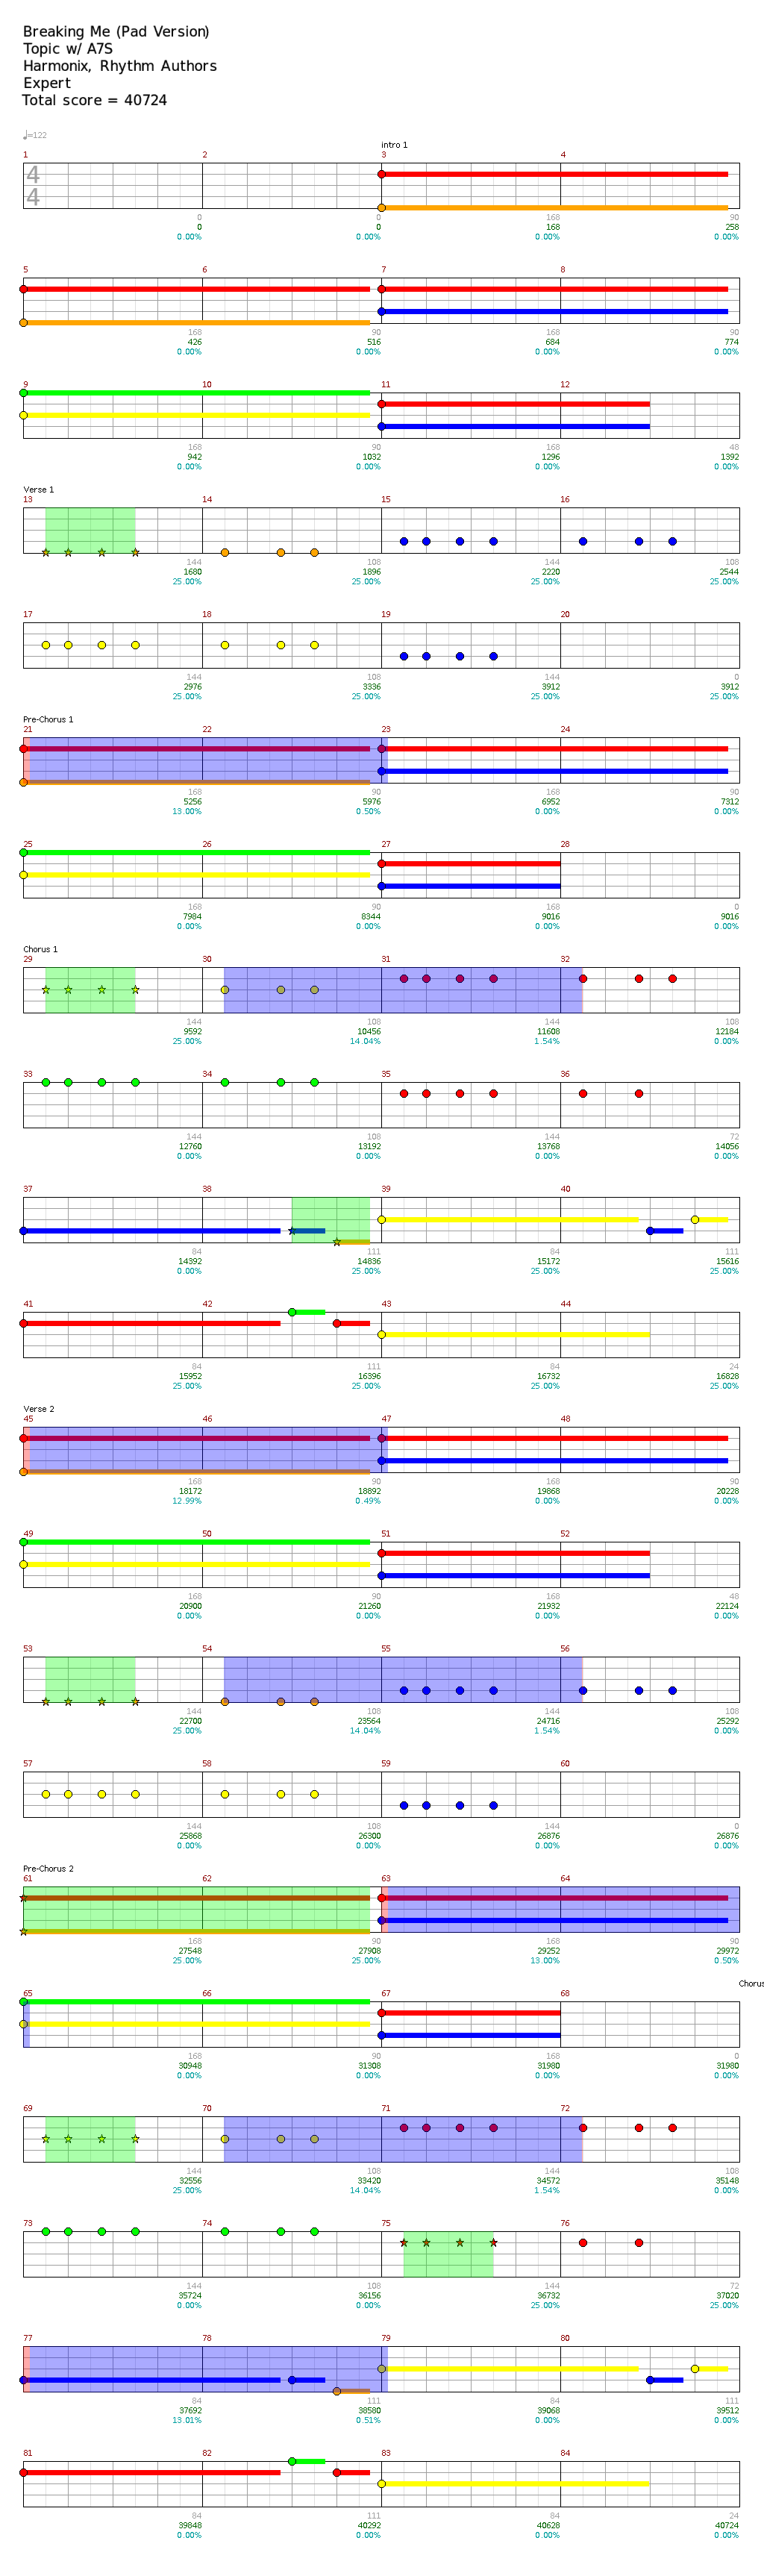 Breaking Me (Pad Version)
Topic w/ A7S
Harmonix, Rhythm Authors
Expert
Total score = 40724
♩=122
intro 1
1 2 3 4
4
4
0 0 168 90
0 0 168 258
0.00% 0.00% 0.00% 0.00%
5 6 7 8
168 90 168 90
426 516 684 774
0.00% 0.00% 0.00% 0.00%
9 10 11 12
168 90 168 48
942 1032 1296 1392
0.00% 0.00% 0.00% 0.00%
Verse 1
13 14 15 16
144 108 144 108
1680 1896 2220 2544
25.00% 25.00% 25.00% 25.00%
17 18 19 20
144 108 144 0
2976 3336 3912 3912
25.00% 25.00% 25.00% 25.00%
Pre-Chorus 1
21 22 23 24
168 90 168 90
5256 5976 6952 7312
13.00% 0.50% 0.00% 0.00%
25 26 27 28
168 90 168 0
7984 8344 9016 9016
0.00% 0.00% 0.00% 0.00%
Chorus 1
29 30 31 32
144 108 144 108
9592 10456 11608 12184
25.00% 14.04% 1.54% 0.00%
33 34 35 36
144 108 144 72
12760 13192 13768 14056
0.00% 0.00% 0.00% 0.00%
37 38 39 40
84 111 84 111
14392 14836 15172 15616
0.00% 25.00% 25.00% 25.00%
41 42 43 44
84 111 84 24
15952 16396 16732 16828
25.00% 25.00% 25.00% 25.00%
Verse 2
45 46 47 48
168 90 168 90
18172 18892 19868 20228
12.99% 0.49% 0.00% 0.00%
49 50 51 52
168 90 168 48
20900 21260 21932 22124
0.00% 0.00% 0.00% 0.00%
53 54 55 56
144 108 144 108
22700 23564 24716 25292
25.00% 14.04% 1.54% 0.00%
57 58 59 60
144 108 144 0
25868 26300 26876 26876
0.00% 0.00% 0.00% 0.00%
Pre-Chorus 2
61 62 63 64
168 90 168 90
27548 27908 29252 29972
25.00% 25.00% 13.00% 0.50%
Chorus
65 66 67 68
168 90 168 0
30948 31308 31980 31980
0.00% 0.00% 0.00% 0.00%
69 70 71 72
144 108 144 108
32556 33420 34572 35148
25.00% 14.04% 1.54% 0.00%
73 74 75 76
144 108 144 72
35724 36156 36732 37020
0.00% 0.00% 25.00% 25.00%
77 78 79 80
84 111 84 111
37692 38580 39068 39512
13.01% 0.51% 0.00% 0.00%
81 82 83 84
84 111 84 24
39848 40292 40628 40724
0.00% 0.00% 0.00% 0.00%